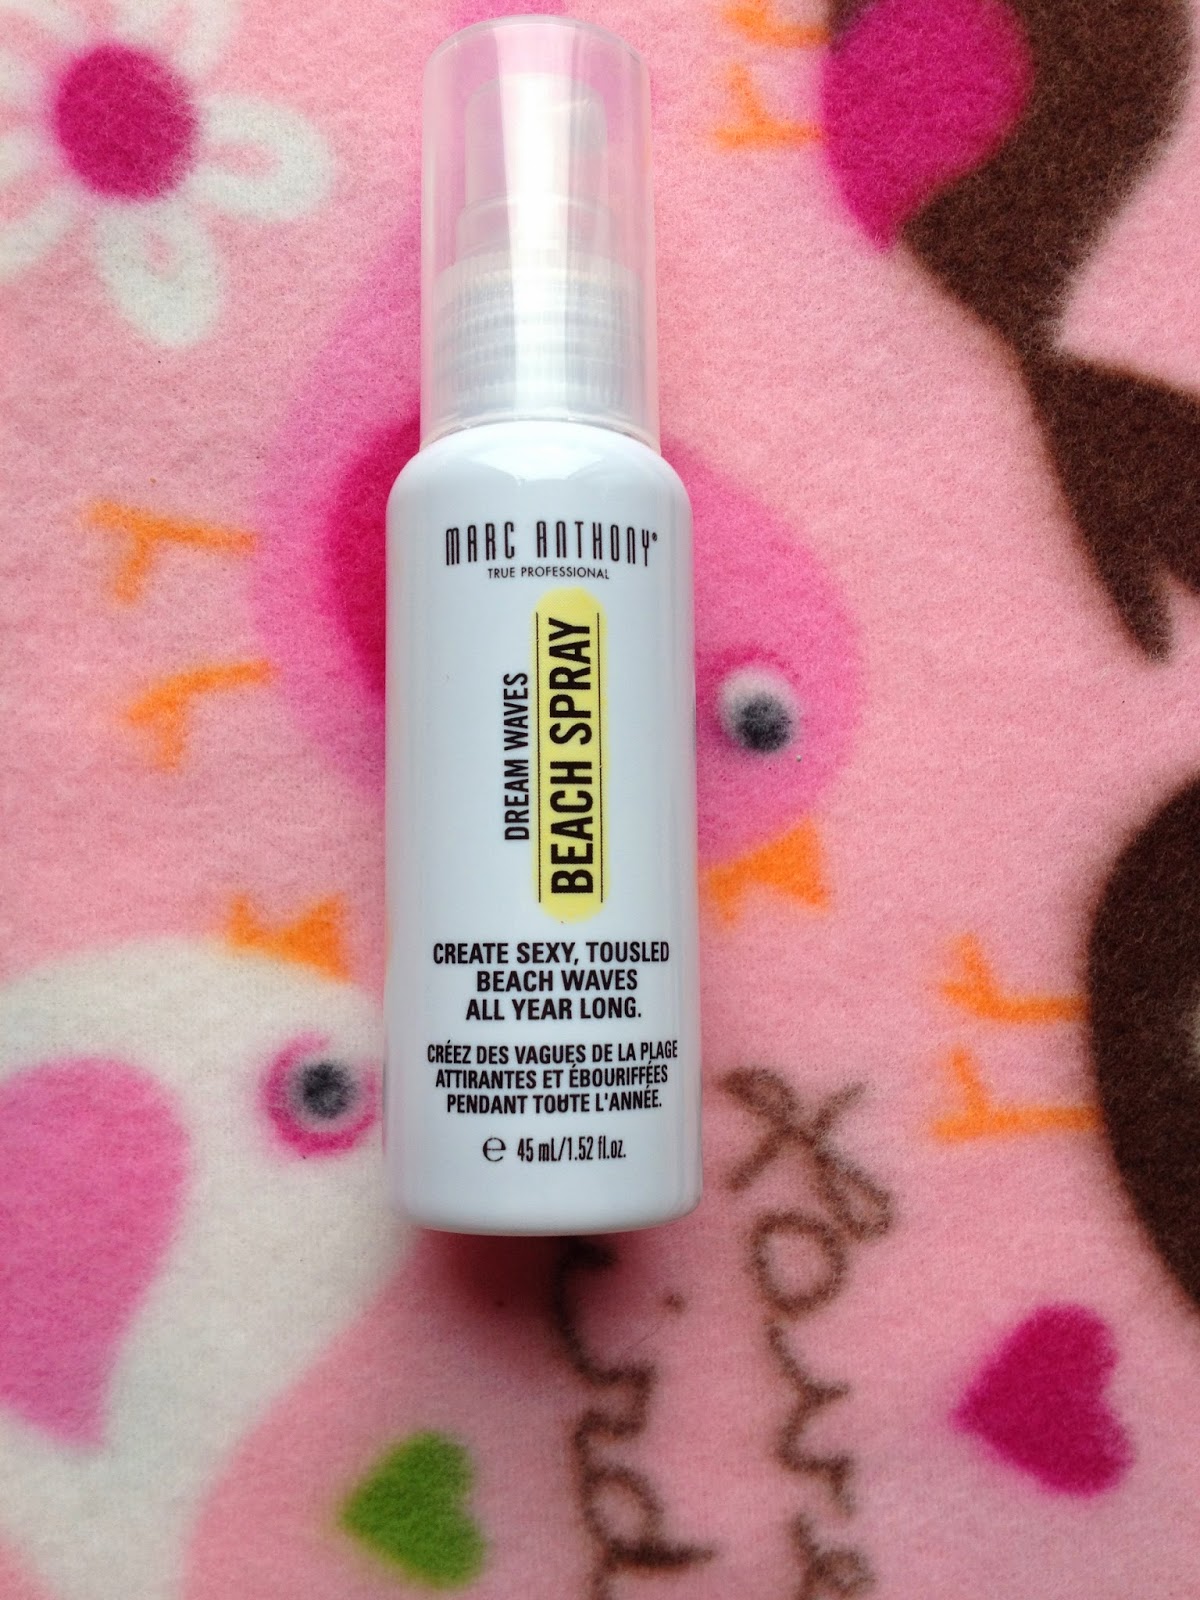 MARC ANTHONY®
TRUE PROFESSIONAL
DREAM WAVES
BEACH SPRAY
CREATE SEXY, TOUSLED
BEACH WAVES
ALL YEAR LONG.
CRÉEZ DES VAGUES DE LA PLAGE
ATTIRANTES ET ÉBOURIFFÉES
PENDANT TOUTE L'ANNÉE.
℮ 45 mL/1.52 fl.oz.